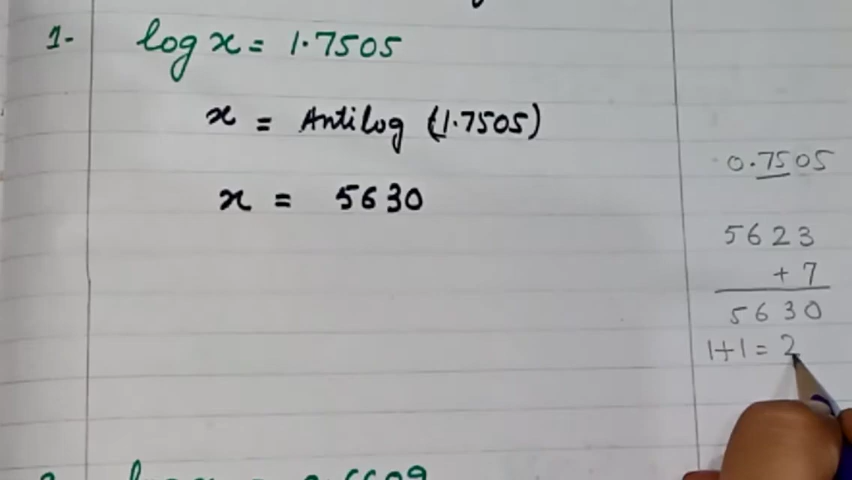 1- log x = 1.7505
x = Antilog (1.7505)
x = 5630
0.7505
5623
+ 7
5630
1+1 = 2